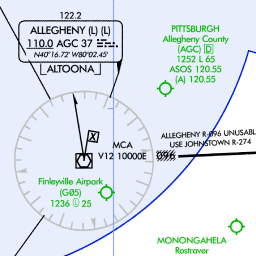 122.2
ALLEGHENY (L) (L)
110.0 AGC 37
N40°16.72' W80°02.45'
ALTOONA
PITTSBURGH
Allegheny County
(AGC) D
1252 L 65
ASOS 120.55
(A) 120.55
X
MCA
V12 10000E
096
ALLEGHENY R-096 UNUSABL
USE JOHNSTOWN R-274
Finleyville Airpark
(G05)
1236 L 25
MONONGAHELA
Rostraver